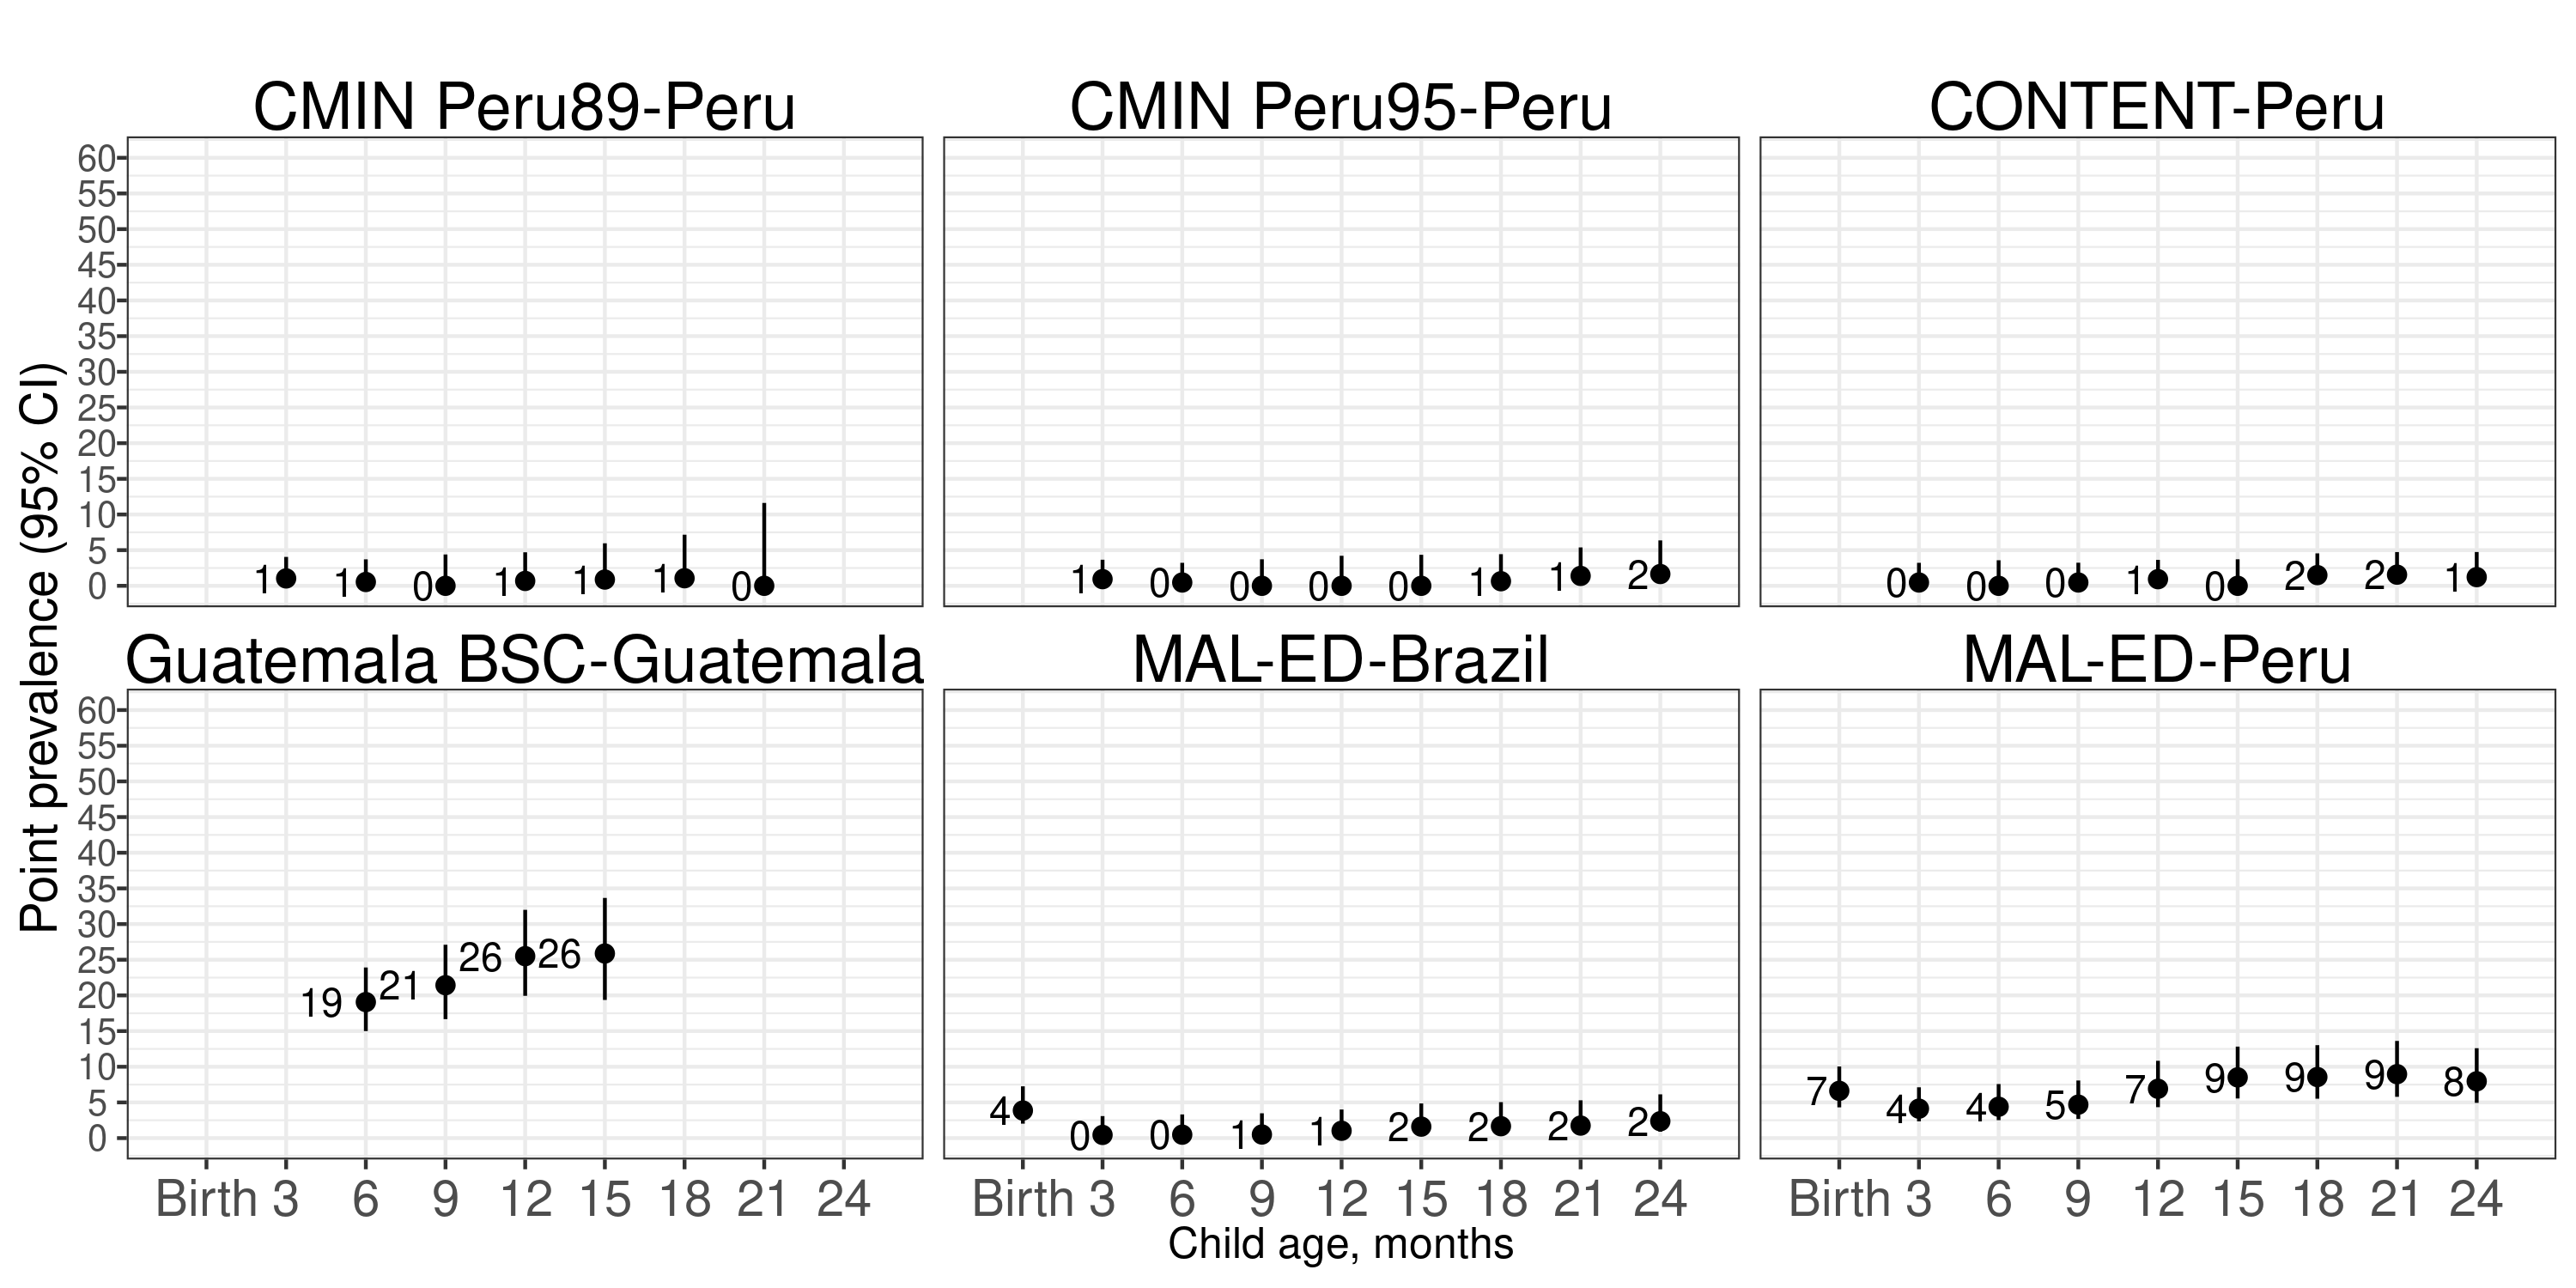 CMIN Peru89-Peru CMIN Peru95-Peru CONTENT-Peru
60
55
50
45
40
35
30
25
20
15
10
5
0
1 1 0 1 1 1 0
1 0 0 0 0 1 1 2
0 0 0 1 0 2 2 1
Point prevalence (95% CI)
Guatemala BSC-Guatemala MAL-ED-Brazil MAL-ED-Peru
60
55
50
45
40
35
30
25
20
15
10
5
0
19 21 26 26
4 0 0 1 1 2 2 2 2
7 4 4 5 7 9 9 9 8
Birth 3 6 9 12 15 18 21 24 Birth 3 6 9 12 15 18 21 24 Birth 3 6 9 12 15 18 21 24
Child age, months